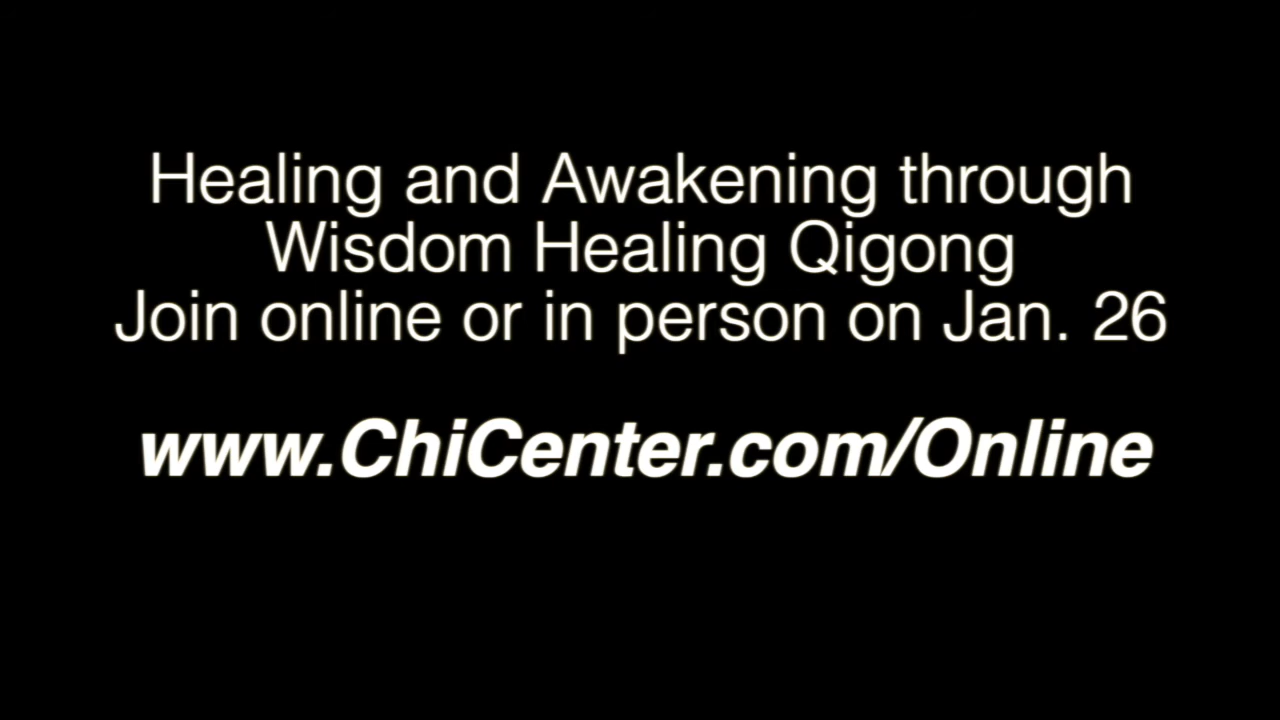 Healing and Awakening through
Wisdom Healing Qigong
Join online or in person on Jan. 26
www.ChiCenter.com/Online